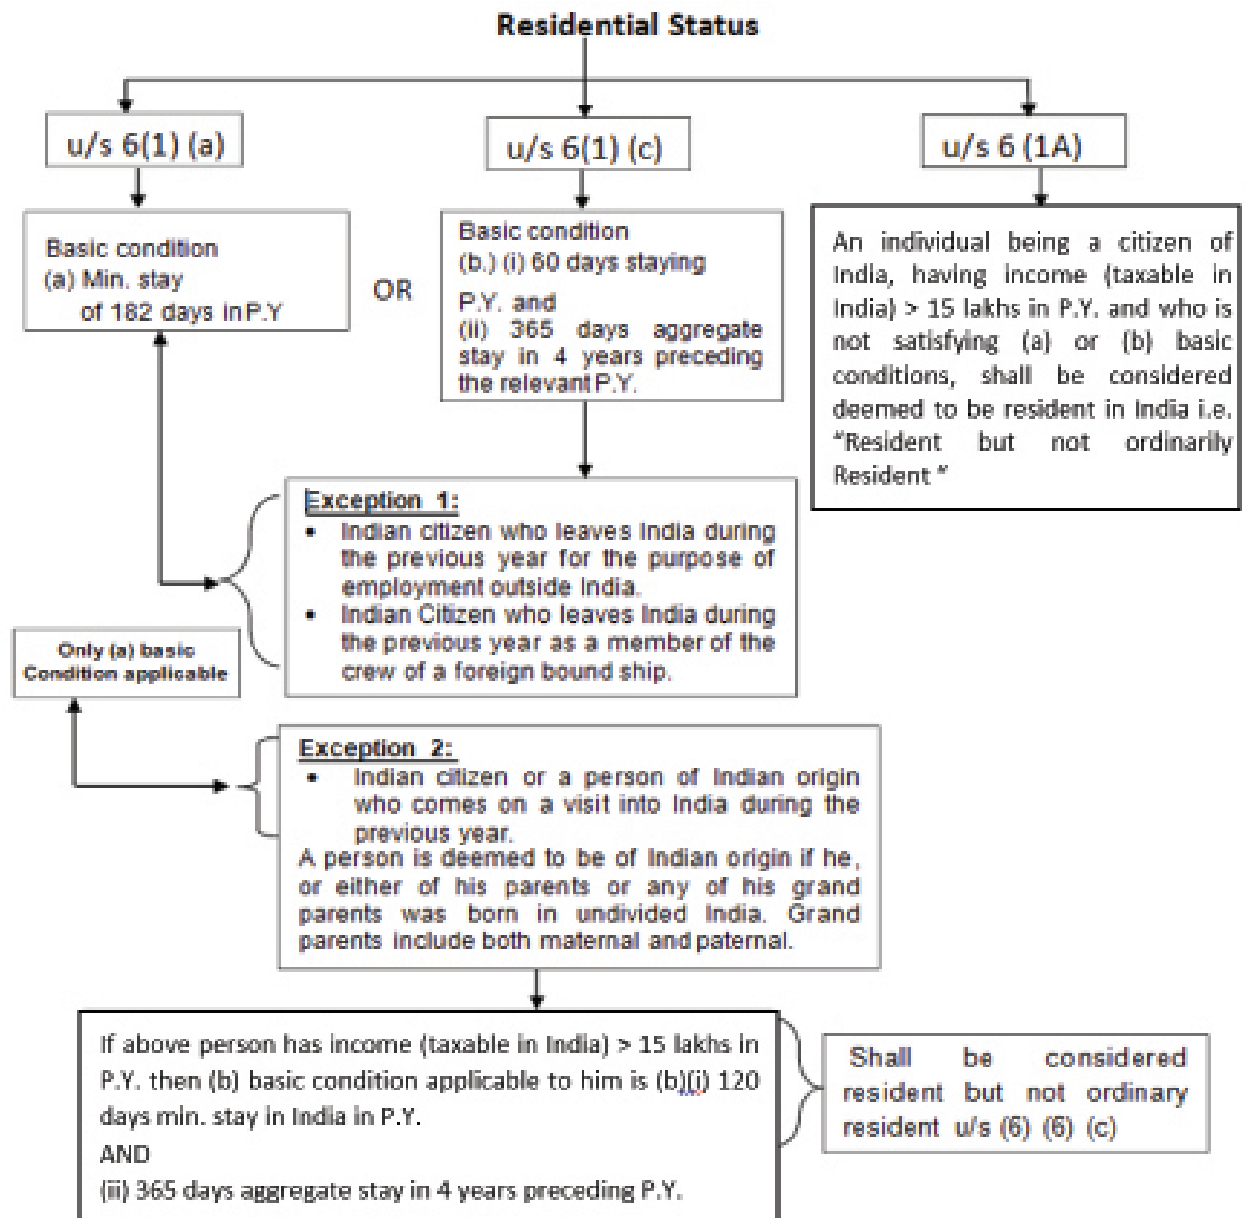 Residential Status
u/s 6(1) (a)
u/s 6(1) (c)
u/s 6 (1A)
Basic condition
(a) Min. stay
of 182 days in P.Y
OR
Basic condition
(b.) (i) 60 days staying
P.Y. and
(ii) 365 days aggregate
stay in 4 years preceding
the relevant P.Y.
An individual being a citizen of
India, having income (taxable in
India) > 15 lakhs in P.Y. and who is
not satisfying (a) or (b) basic
conditions, shall be considered
deemed to be resident in India i.e.
"Resident but not ordinarily
Resident "
Exception 1:
• Indian citizen who leaves India during
the previous year for the purpose of
employment outside India.
• Indian Citizen who leaves India during
the previous year as a member of the
crew of a foreign bound ship.
Only (a) basic
Condition applicable
Exception 2:
• Indian citizen or a person of Indian origin
who comes on a visit into India during the
previous year.
A person is deemed to be of Indian origin if he,
or either of his parents or any of his grand
parents was born in undivided India. Grand
parents include both maternal and paternal.
If above person has income (taxable in India) > 15 lakhs in
P.Y. then (b) basic condition applicable to him is (b)(i) 120
days min. stay in India in P.Y.
AND
(ii) 365 days aggregate stay in 4 years preceding P.Y.
Shall be considered
resident but not ordinary
resident u/s (6) (6) (c)